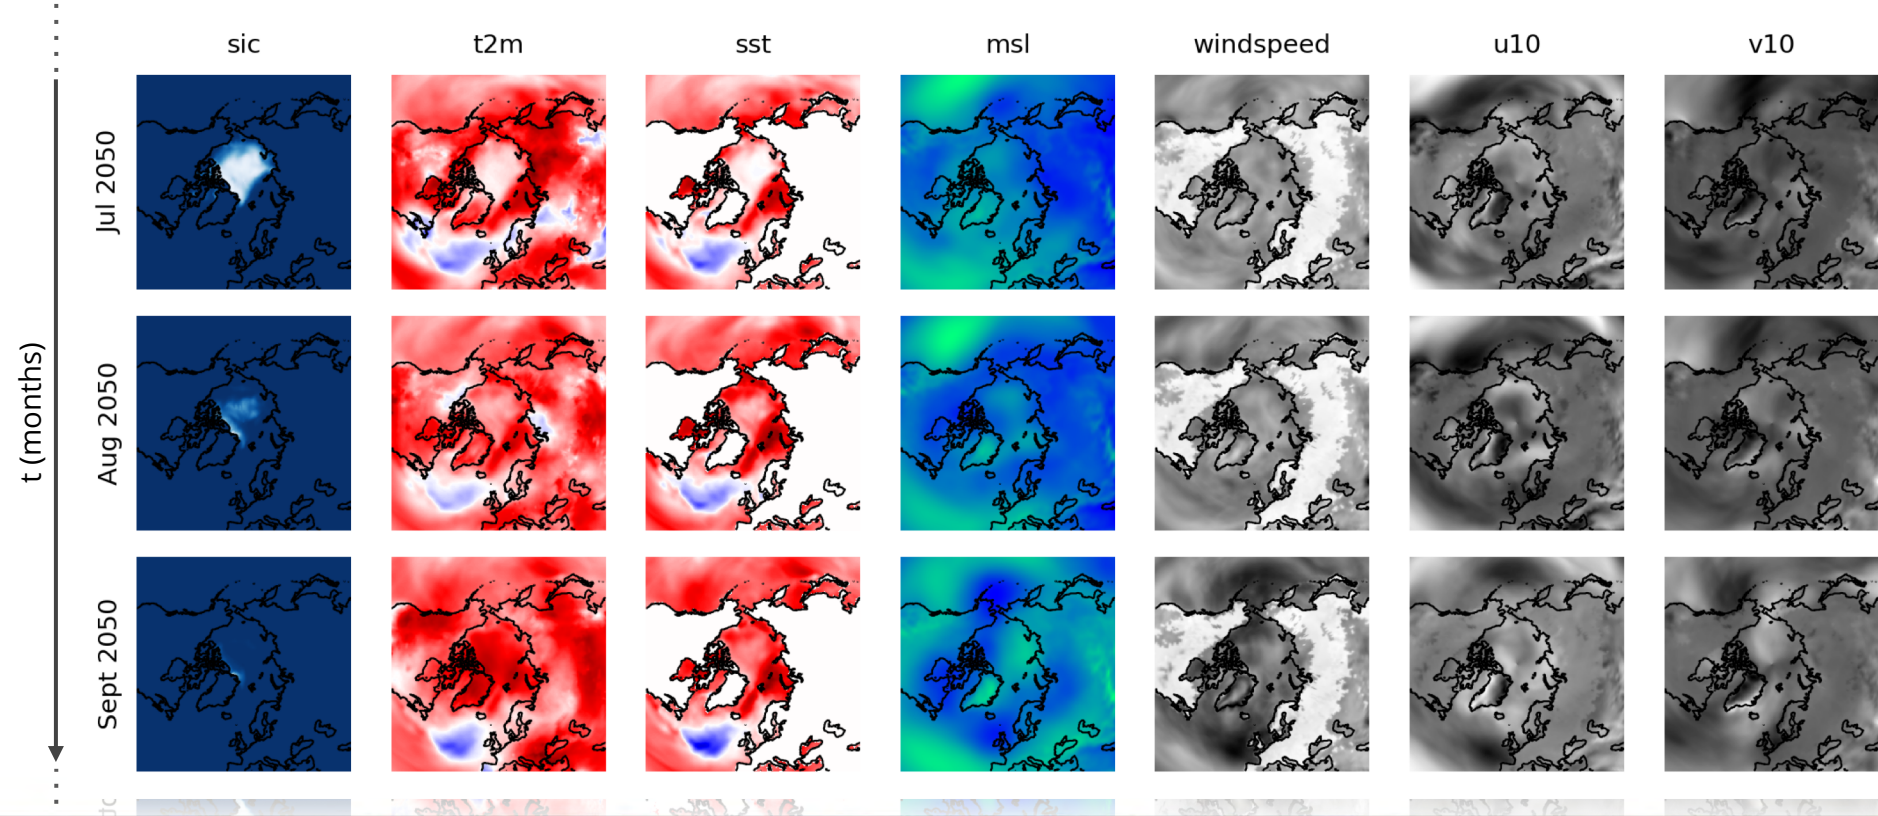 sic t2m sst msl windspeed u10 v10
t (months)
Jul 2050
Aug 2050
Sept 2050